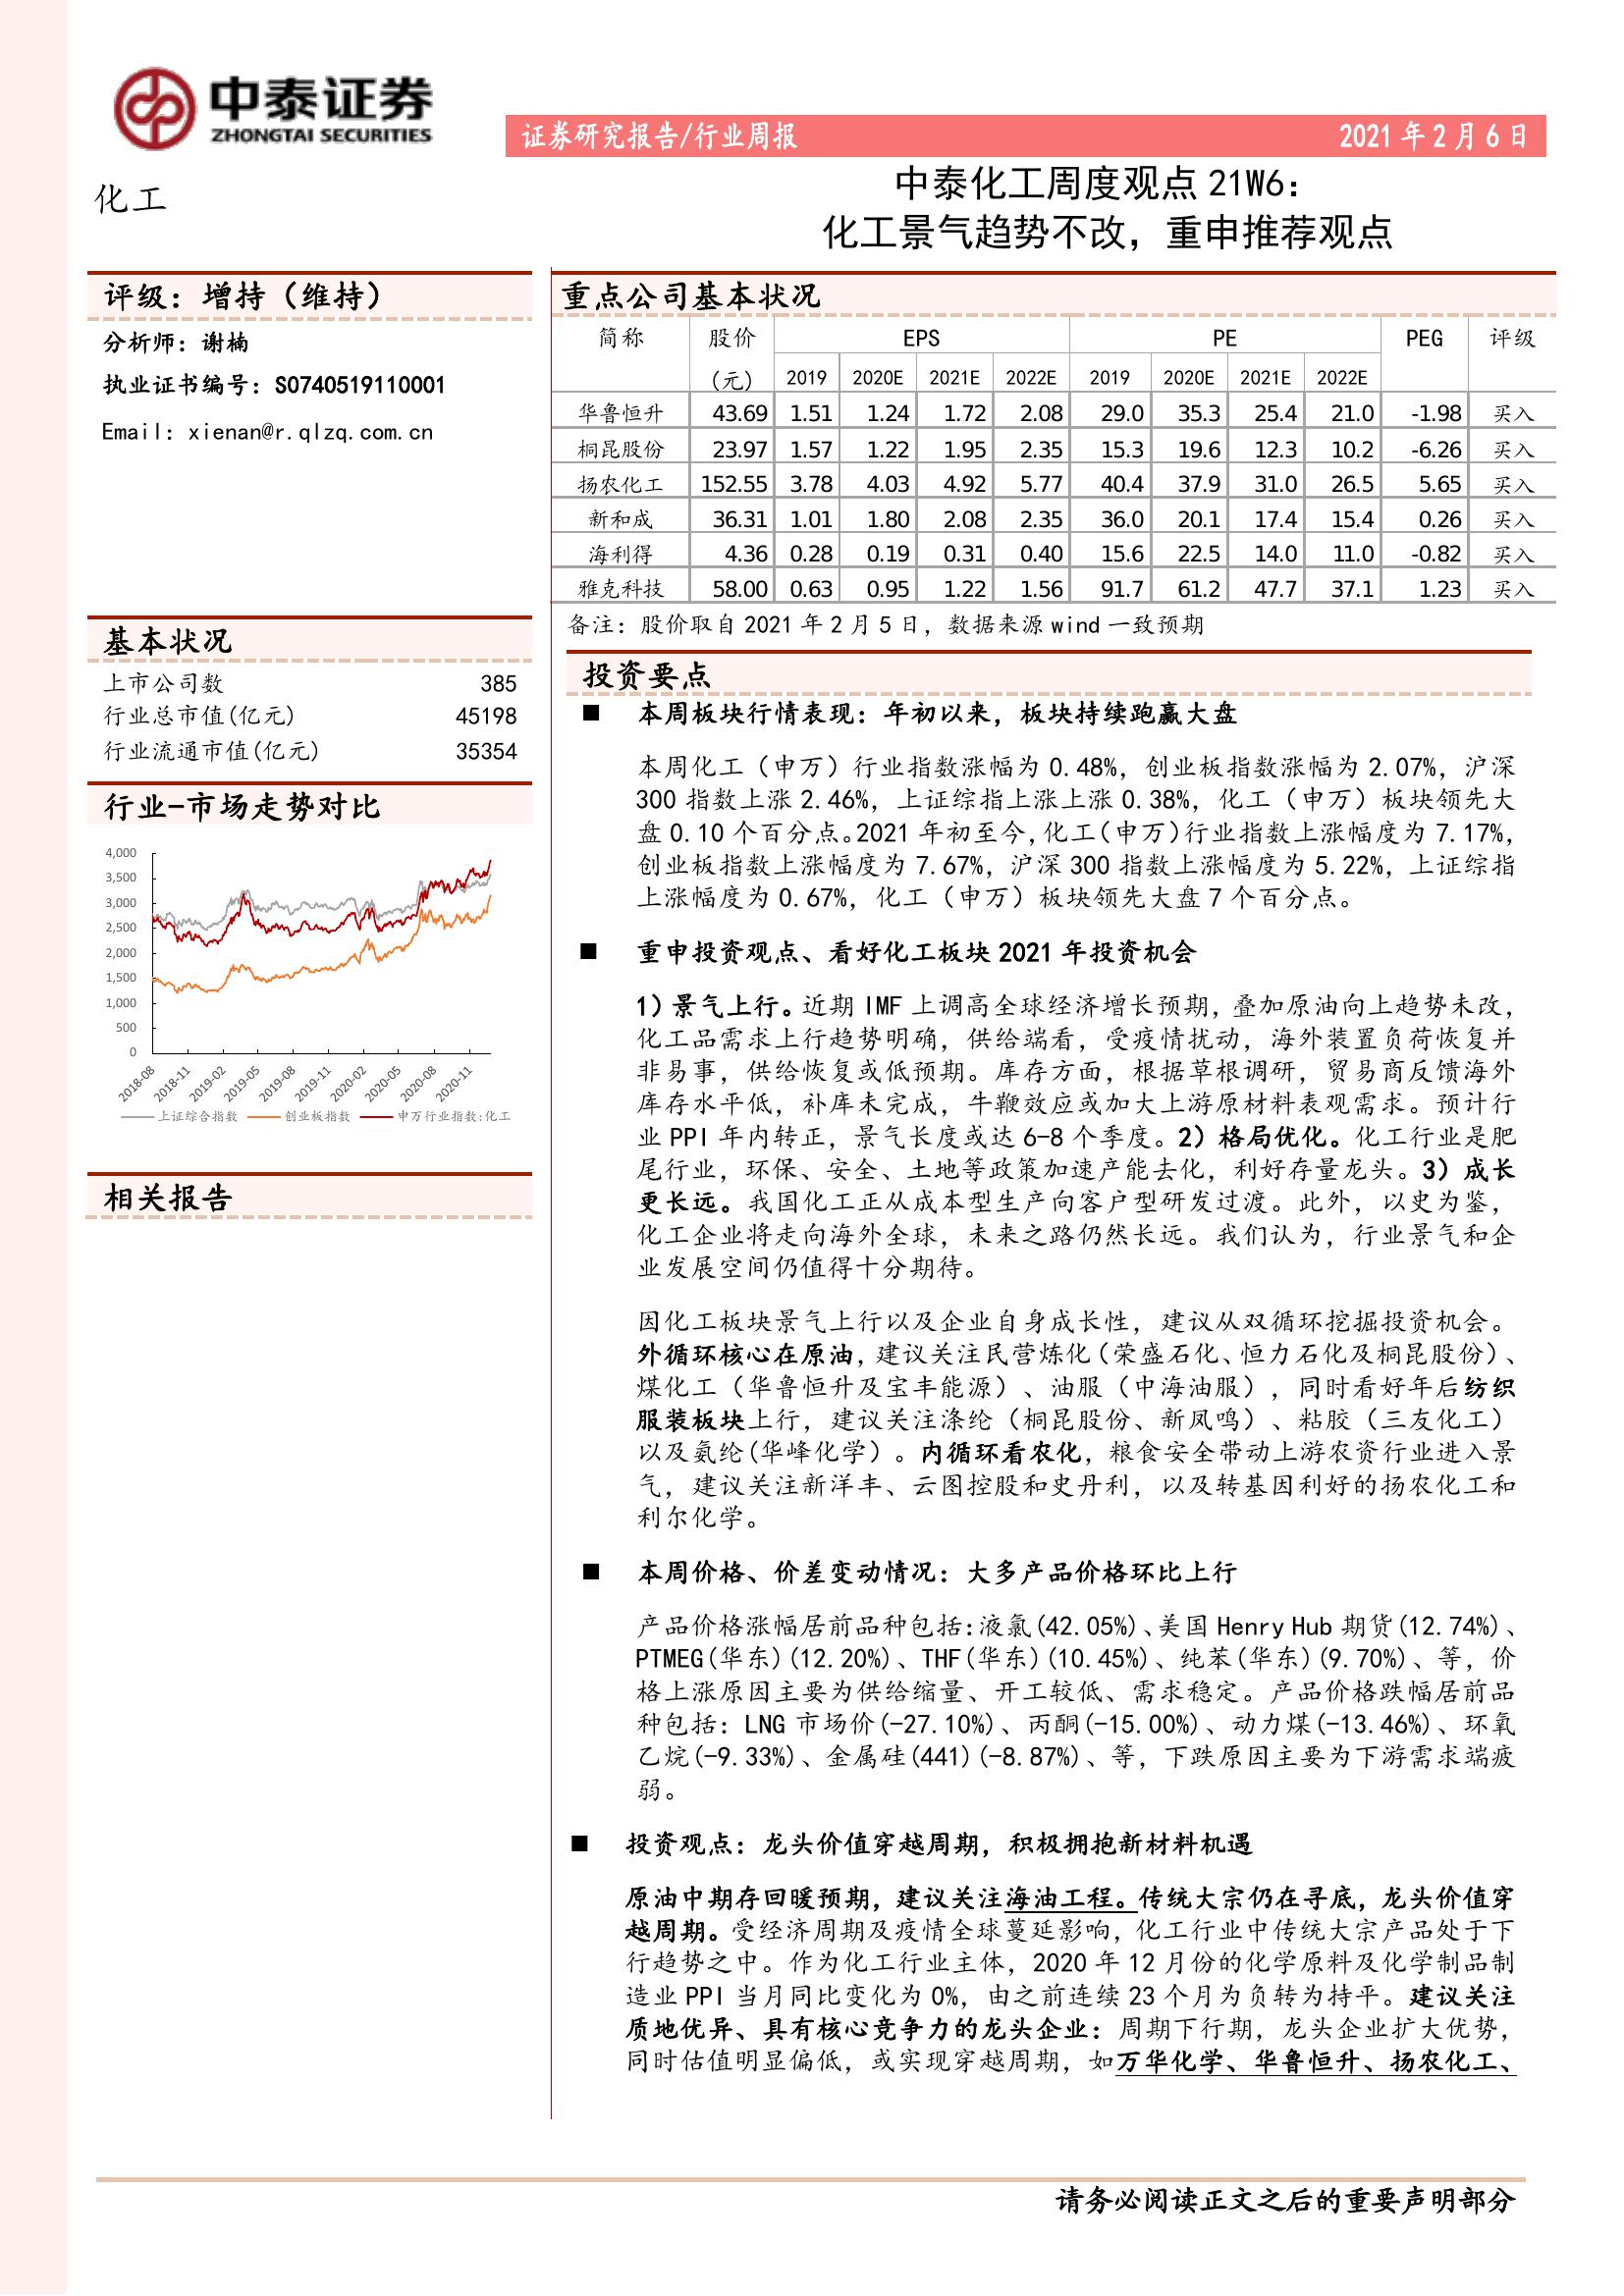 中泰证券
ZHONGTAI SECURITIES
证券研究报告/行业周报 2021 年 2 月 6 日
化工
中泰化工周度观点 21W6：
化工景气趋势不改，重申推荐观点
评级：增持（维持）
分析师：谢楠
执业证书编号：S0740519110001
Email：xienan@r.qlzq.com.cn
基本状况
上市公司数 385
行业总市值(亿元) 45198
行业流通市值(亿元) 35354
行业-市场走势对比
4,000
3,500
3,000
2,500
2,000
1,500
1,000
500
0
2018-08 2018-11 2019-02 2019-05 2019-08 2019-11 2020-02 2020-05 2020-08 2020-11
上证综合指数 创业板指数 申万行业指数:化工
相关报告
重点公司基本状况
简称 股价 EPS PE PEG 评级
(元) 2019 2020E 2021E 2022E 2019 2020E 2021E 2022E
华鲁恒升 43.69 1.51 1.24 1.72 2.08 29.0 35.3 25.4 21.0 -1.98 买入
桐昆股份 23.97 1.57 1.22 1.95 2.35 15.3 19.6 12.3 10.2 -6.26 买入
扬农化工 152.55 3.78 4.03 4.92 5.77 40.4 37.9 31.0 26.5 5.65 买入
新和成 36.31 1.01 1.80 2.08 2.35 36.0 20.1 17.4 15.4 0.26 买入
海利得 4.36 0.28 0.19 0.31 0.40 15.6 22.5 14.0 11.0 -0.82 买入
雅克科技 58.00 0.63 0.95 1.22 1.56 91.7 61.2 47.7 37.1 1.23 买入
备注：股价取自 2021 年 2 月 5 日，数据来源 wind 一致预期
投资要点
■ 本周板块行情表现：年初以来，板块持续跑赢大盘
本周化工（申万）行业指数涨幅为 0.48%，创业板指数涨幅为 2.07%，沪深
300 指数上涨 2.46%，上证综指上涨上涨 0.38%，化工（申万）板块领先大
盘 0.10 个百分点。2021 年初至今，化工（申万）行业指数上涨幅度为 7.17%，
创业板指数上涨幅度为 7.67%，沪深 300 指数上涨幅度为 5.22%，上证综指
上涨幅度为 0.67%，化工（申万）板块领先大盘 7 个百分点。
■ 重申投资观点、看好化工板块 2021 年投资机会
1）景气上行。近期 IMF 上调高全球经济增长预期，叠加原油向上趋势未改，
化工品需求上行趋势明确，供给端看，受疫情扰动，海外装置负荷恢复并
非易事，供给恢复或低预期。库存方面，根据草根调研，贸易商反馈海外
库存水平低，补库未完成，牛鞭效应或加大上游原材料表观需求。预计行
业 PPI 年内转正，景气长度或达 6-8 个季度。2）格局优化。化工行业是肥
尾行业，环保、安全、土地等政策加速产能去化，利好存量龙头。3）成长
更长远。我国化工正从成本型生产向客户型研发过渡。此外，以史为鉴，
化工企业将走向海外全球，未来之路仍然长远。我们认为，行业景气和企
业发展空间仍值得十分期待。
因化工板块景气上行以及企业自身成长性，建议从双循环挖掘投资机会。
外循环核心在原油，建议关注民营炼化（荣盛石化、恒力石化及桐昆股份）、
煤化工（华鲁恒升及宝丰能源）、油服（中海油服），同时看好年后纺织
服装板块上行，建议关注涤纶（桐昆股份、新凤鸣）、粘胶（三友化工）
以及氨纶(华峰化学）。内循环看农化，粮食安全带动上游农资行业进入景
气，建议关注新洋丰、云图控股和史丹利，以及转基因利好的扬农化工和
利尔化学。
■ 本周价格、价差变动情况：大多产品价格环比上行
产品价格涨幅居前品种包括:液氯(42.05%)、美国 Henry Hub 期货(12.74%)、
PTMEG(华东)(12.20%)、THF(华东)(10.45%)、纯苯(华东)(9.70%)、等，价
格上涨原因主要为供给缩量、开工较低、需求稳定。产品价格跌幅居前品
种包括：LNG 市场价(-27.10%)、丙酮(-15.00%)、动力煤(-13.46%)、环氧
乙烷(-9.33%)、金属硅(441)(-8.87%)、等，下跌原因主要为下游需求端疲
弱。
■ 投资观点：龙头价值穿越周期，积极拥抱新材料机遇
原油中期存回暖预期，建议关注海油工程。传统大宗仍在寻底，龙头价值穿
越周期。受经济周期及疫情全球蔓延影响，化工行业中传统大宗产品处于下
行趋势之中。作为化工行业主体，2020 年 12 月份的化学原料及化学制品制
造业 PPI 当月同比变化为 0%，由之前连续 23 个月为负转为持平。建议关注
质地优异、具有核心竞争力的龙头企业：周期下行期，龙头企业扩大优势，
同时估值明显偏低，或实现穿越周期，如万华化学、华鲁恒升、扬农化工、
请务必阅读正文之后的重要声明部分